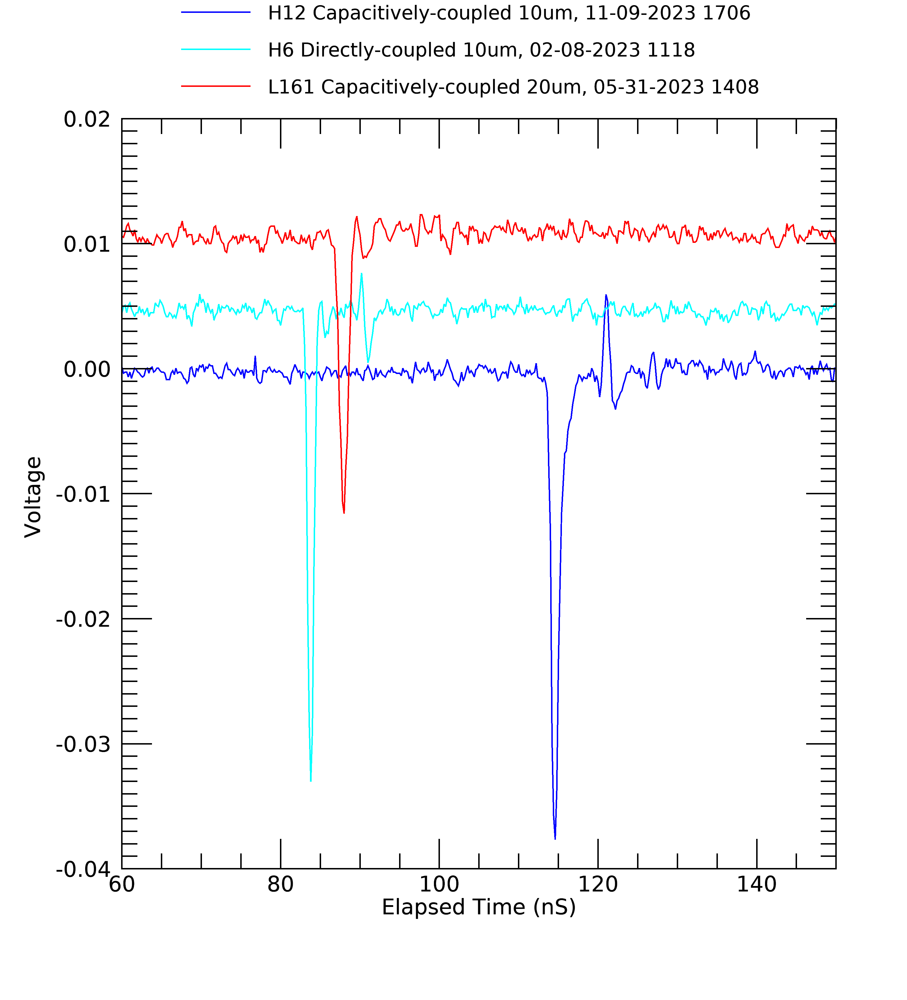 H12 Capacitively-coupled 10um, 11-09-2023 1706
H6 Directly-coupled 10um, 02-08-2023 1118
L161 Capacitively-coupled 20um, 05-31-2023 1408
0.02
0.01
0.00
-0.01
-0.02
-0.03
-0.04
Voltage
60 80 100 120 140
Elapsed Time (nS)